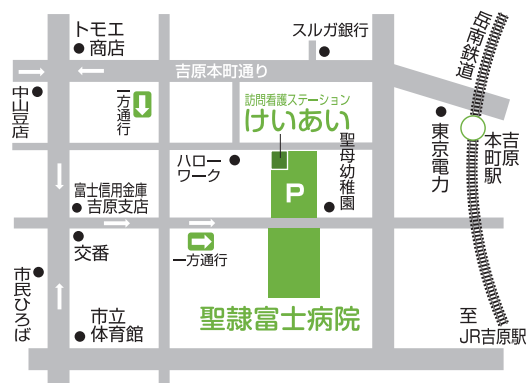 トモエ
商店
スルガ銀行
岳南鉄道
吉原本町通り
中山豆店
一方通行
訪問看護ステーション
けいあい
ハロー
ワーク
聖母幼稚園
東京電力
吉原
本町駅
富士信用金庫
吉原支店
P
交番
一方通行
市民ひろば
市立
体育館
聖隷富士病院
至
JR吉原駅